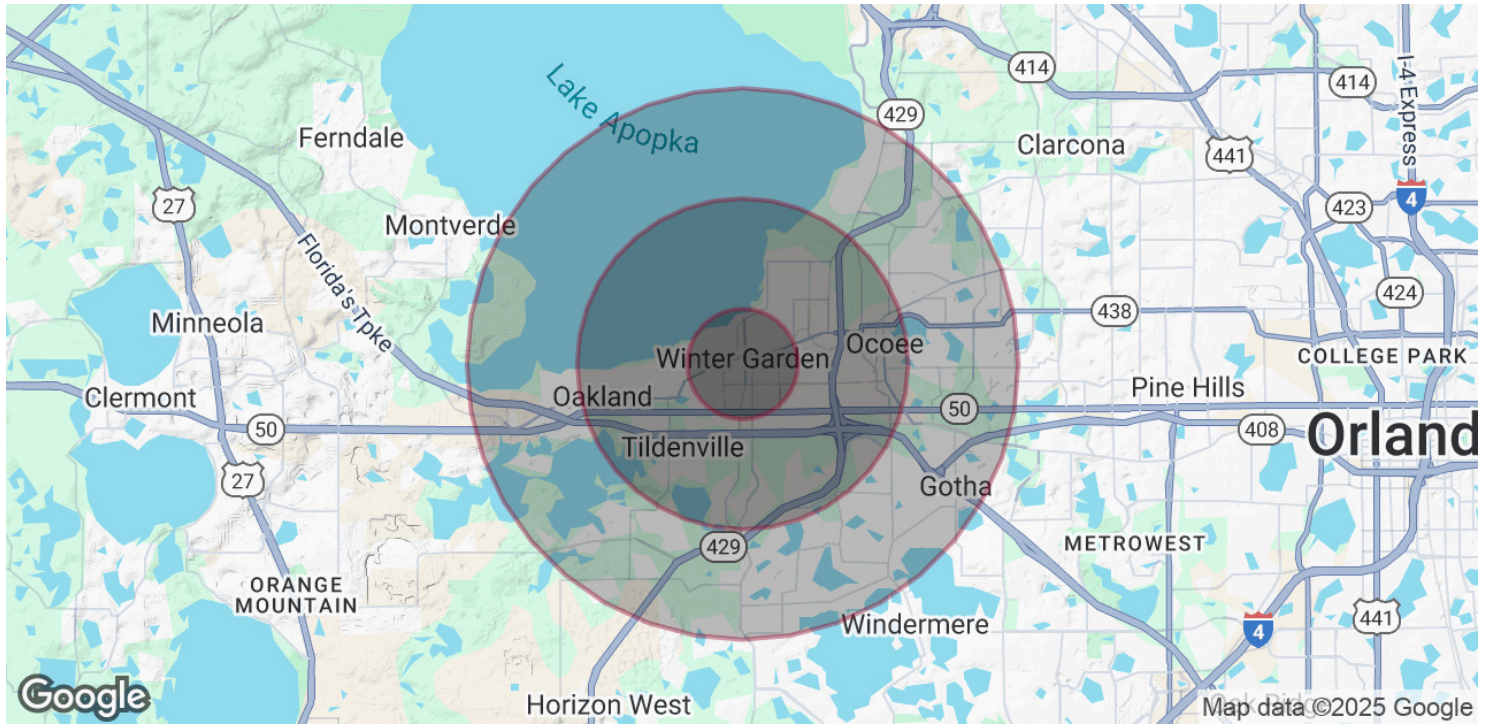 Lake Apopka
414
I-4 Express
414
429
Ferndale
Clarcona
441
27
4
423
Montverde
Florida's Tpke
424
438
Minneola
Ocoee
Winter Garden
COLLEGE PARK
Clermont
Oakland
Pine Hills
50
50
408
Orland
Tildenville
27
Gotha
429
METROWEST
ORANGE
MOUNTAIN
Windermere
4
441
Google
Horizon West
Oak Ridge
Map data ©2025 Google